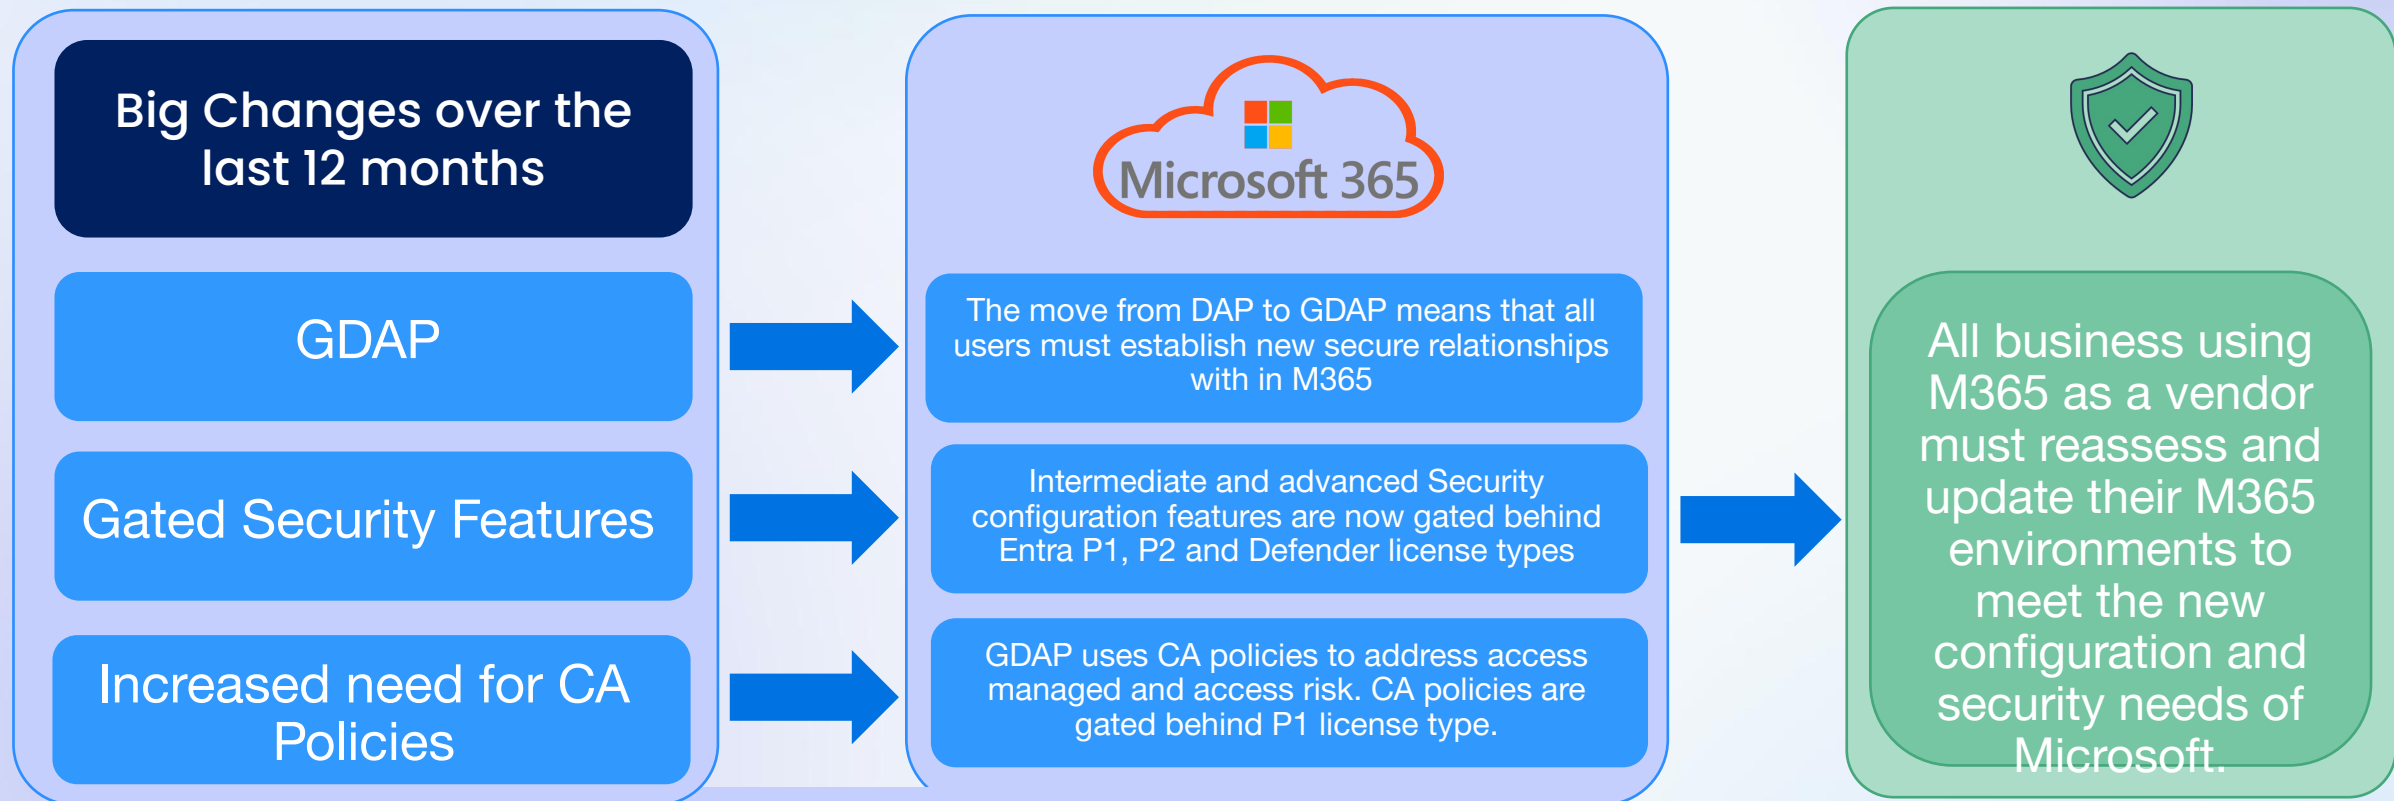 Big Changes over the
last 12 months
GDAP
Gated Security Features
Increased need for CA
Policies
Microsoft 365
The move from DAP to GDAP means that all
users must establish new secure relationships
with in M365
Intermediate and advanced Security
configuration features are now gated behind
Entra P1, P2 and Defender license types
GDAP uses CA policies to address access
managed and access risk. CA policies are
gated behind P1 license type.
All business using
M365 as a vendor
must reassess and
update their M365
environments to
meet the new
configuration and
security needs of
Microsoft.